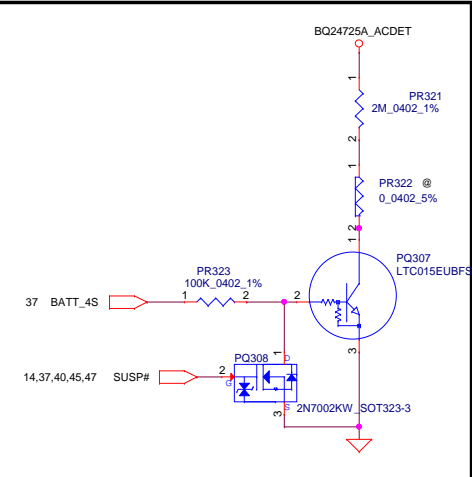 BQ24725A_ACDET
1
PR321
2M_0402_1%
2
1
PR322 @
0_0402_5%
2
1
PQ307
LTC015EUBFS
PR323
100K_0402_1%
37 BATT_4S
1 2 2
3
1 D
PQ308
14,37,40,45,47 SUSP#
2
G
2N7002KW_SOT323-3
S
3